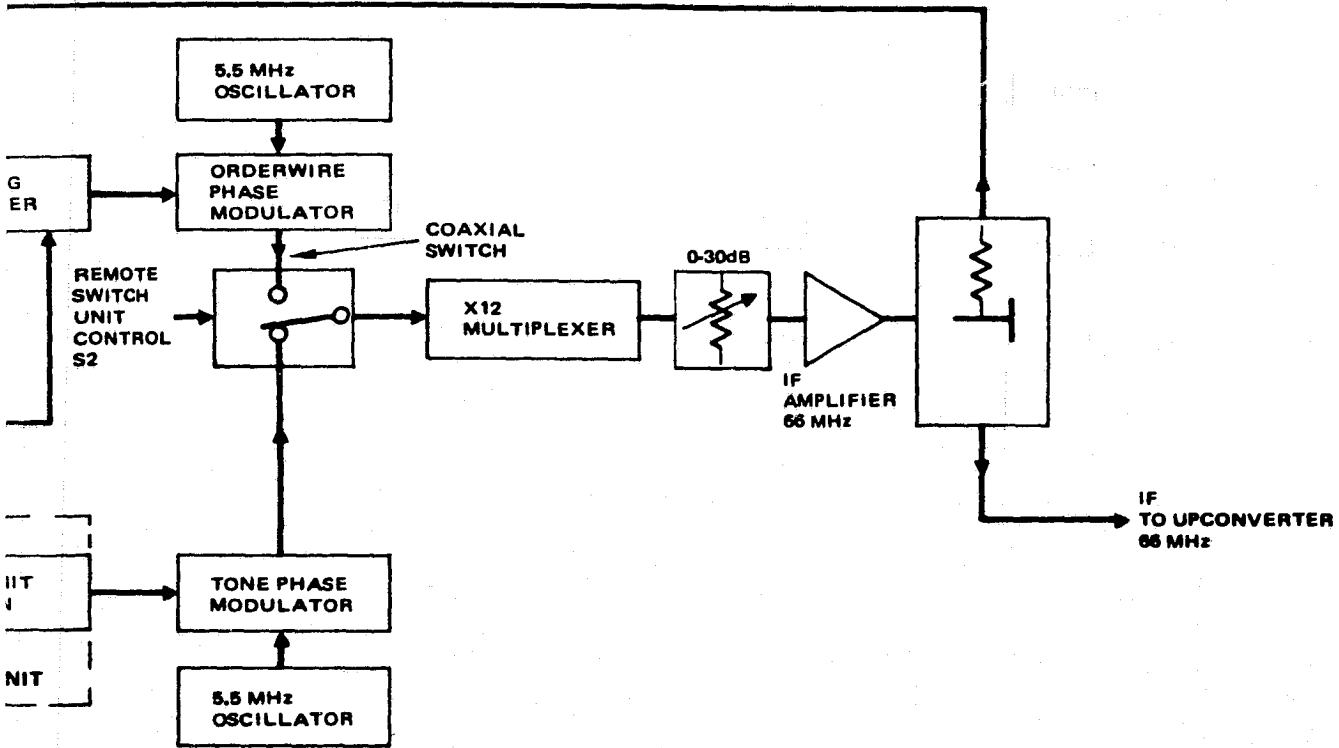 5.5 MHz
OSCILLATOR
G
ER
ORDERWIRE
PHASE
MODULATOR
COAXIAL
SWITCH
REMOTE
SWITCH
UNIT
CONTROL
S2
X12
MULTIPLEXER
0-30dB
IF
AMPLIFIER
66 MHz
IF
TO UPCONVERTER
66 MHz
TONE PHASE
MODULATOR
NIT
5.5 MHz
OSCILLATOR